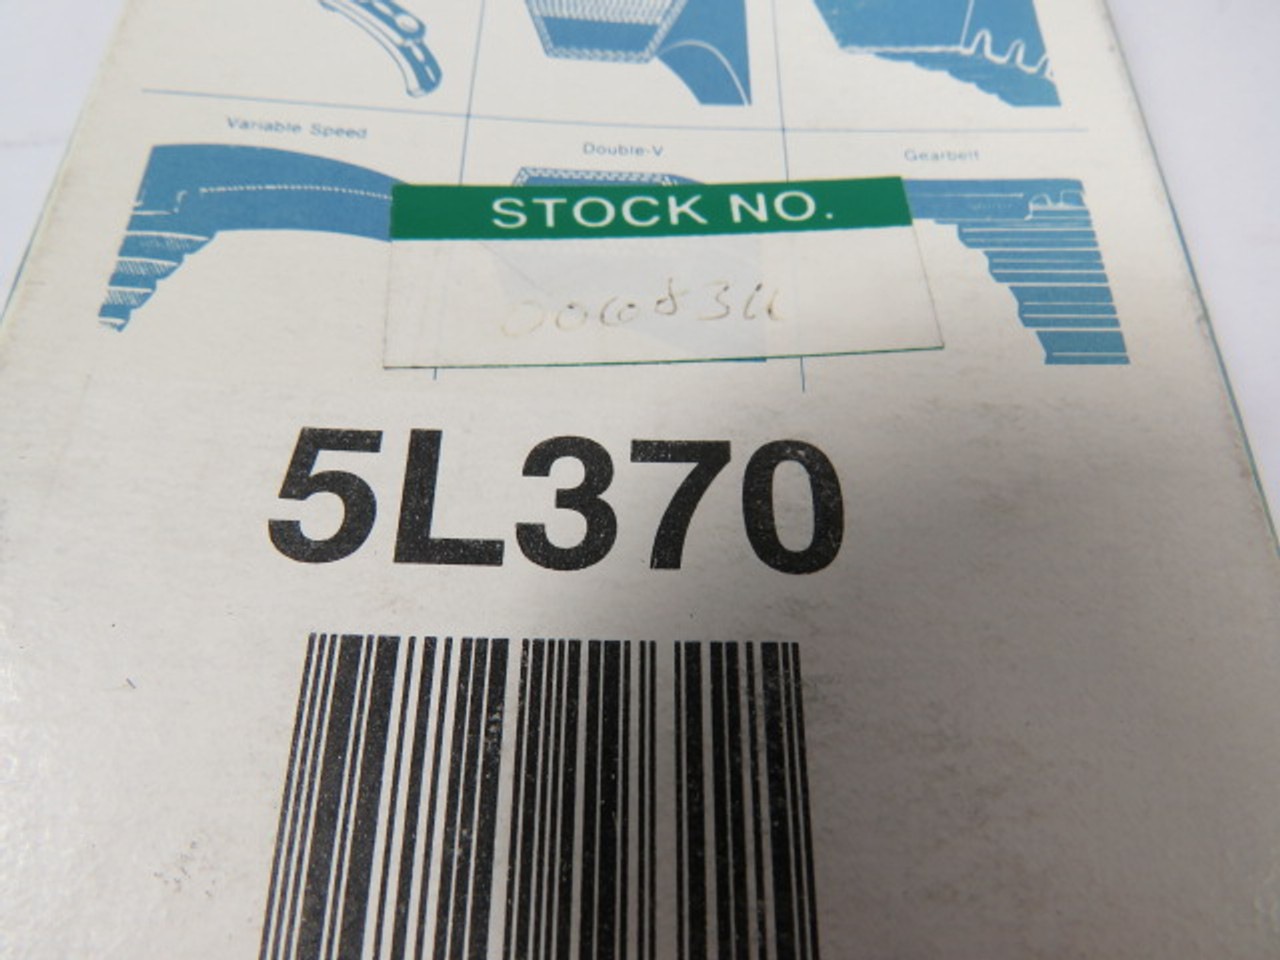 Variable Speed
Double-V
Gearbelt
STOCK NO.
5L370